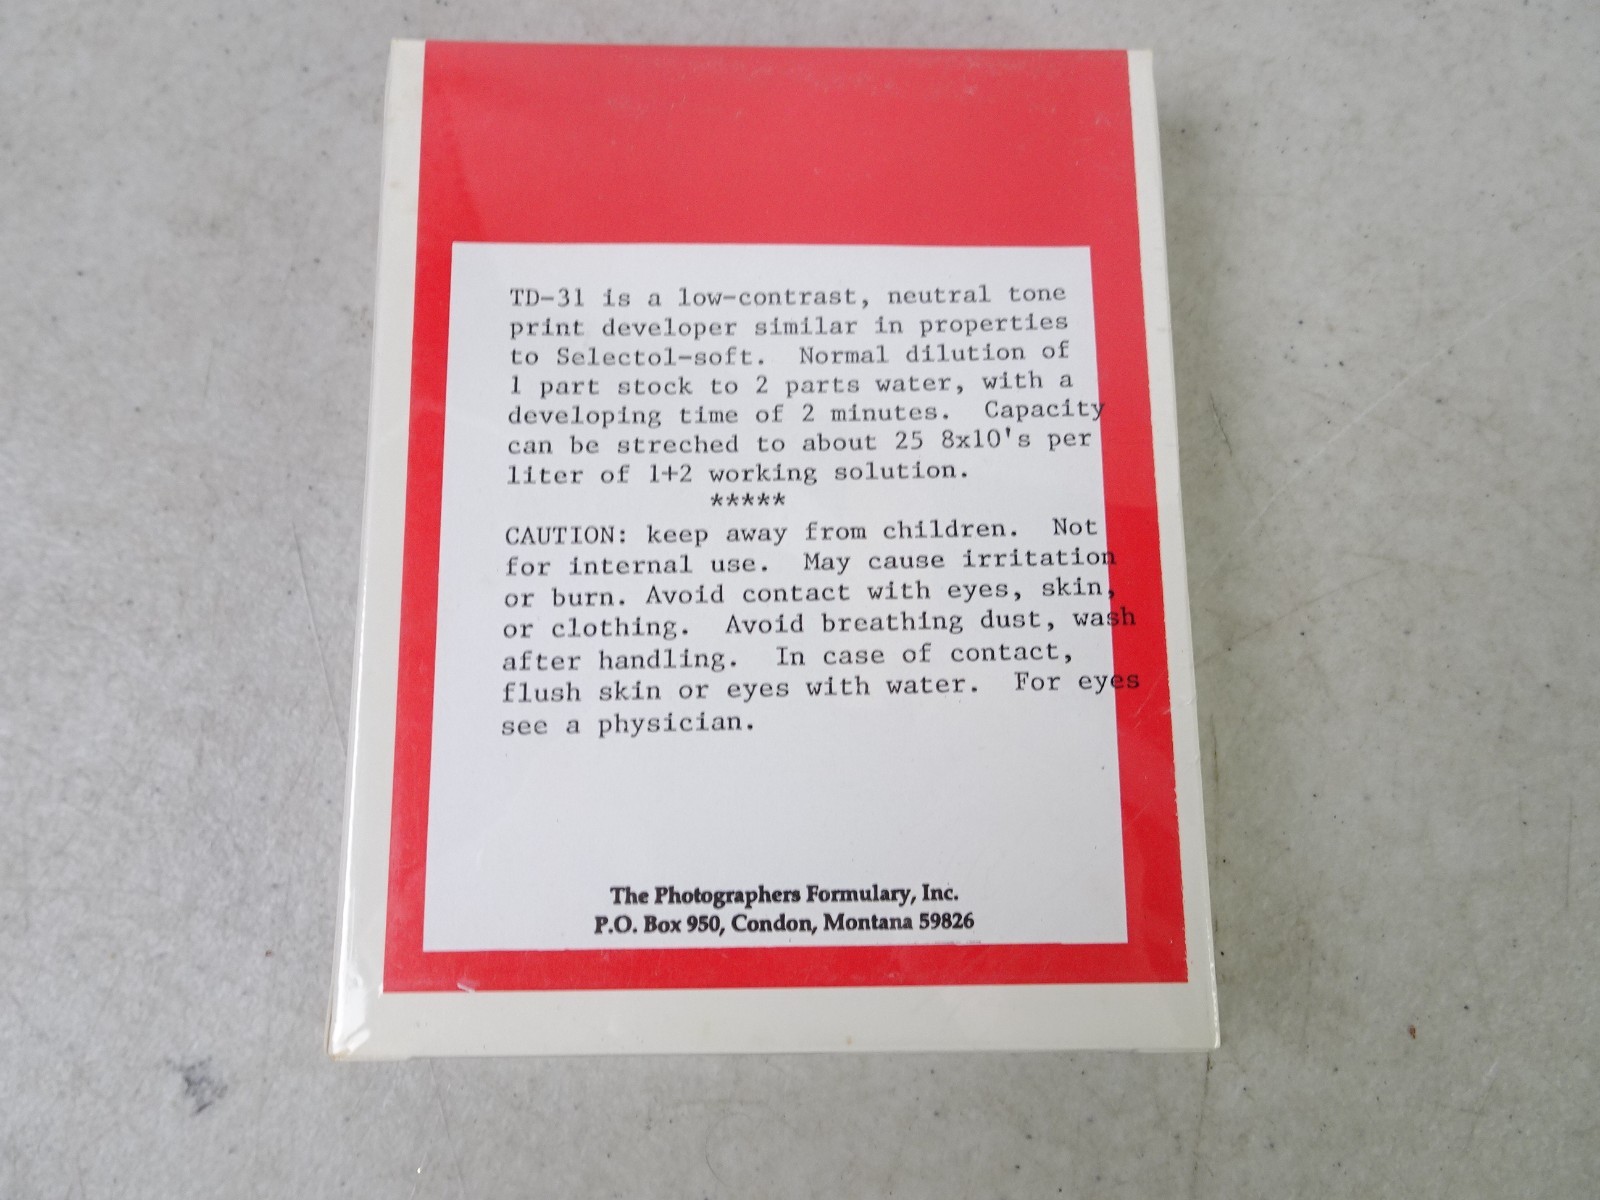 TD-31 is a low-contrast, neutral tone
print developer similar in properties
to Selectol-soft. Normal dilution of
1 part stock to 2 parts water, with a
developing time of 2 minutes. Capacity
can be streched to about 25 8x10's per
liter of 1+2 working solution.
*****
CAUTION: keep away from children. Not
for internal use. May cause irritation
or burn. Avoid contact with eyes, skin,
or clothing. Avoid breathing dust, wash
after handling. In case of contact,
flush skin or eyes with water. For eyes
see a physician.
The Photographers Formulary, Inc.
P.O. Box 950, Condon, Montana 59826